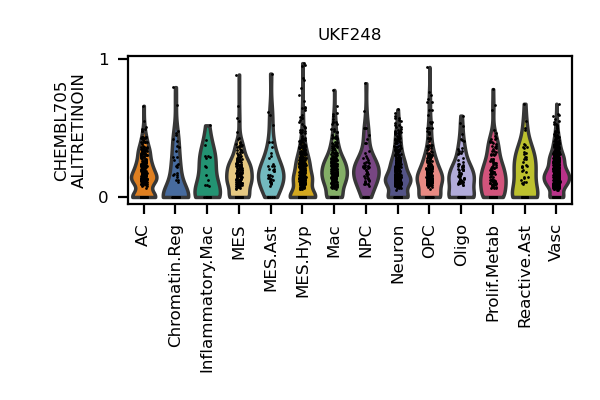 UKF248
CHEMBL705
ALITRETINOIN
1
0
AC
Chromatin.Reg
Inflammatory.Mac
MES
MES.Ast
MES.Hyp
Mac
NPC
Neuron
OPC
Oligo
Prolif.Metab
Reactive.Ast
Vasc